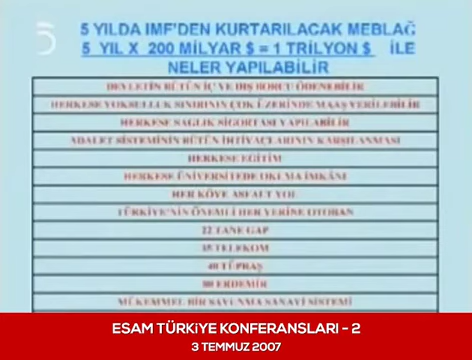 5
5 YILDA IMF'DEN KURTARILACAK MEBLAĞ
5 YIL X 200 MİLYAR $ = 1 TRİLYON $ İLE
NELER YAPILABİLİR
DEVLETİN BÜTÜN İÇ VE DIŞ BORCU ÖDENEBİLİR
HERKESE YOKSULLUK SINIRININ ÇOK ÜZERİNDE MAAŞ VERİLEBİLİR
HERKESE SAĞLIK SİGORTASI YAPILABİLİR
ADALET SİSTEMİNİN BÜTÜN İHTİYAÇLARININ KARŞILANMASI
HERKESE EĞİTİM
HERKESE ÜNİVERSİTEDE OKUMA İMKÂNI
HER KÖYE ASFALT YOL
TÜRKİYE'NİN ÖNEMLİ HER YERİNE OTOBAN
22 TANE GAP
35 TELEKOM
40 TÜPRAŞ
80 ERDEMİR
MÜKEMMEL BİR SAVUNMA SANAYİ SİSTEMİ
ESAM TÜRKİYE KONFERANSLARI - 2
3 TEMMUZ 2007